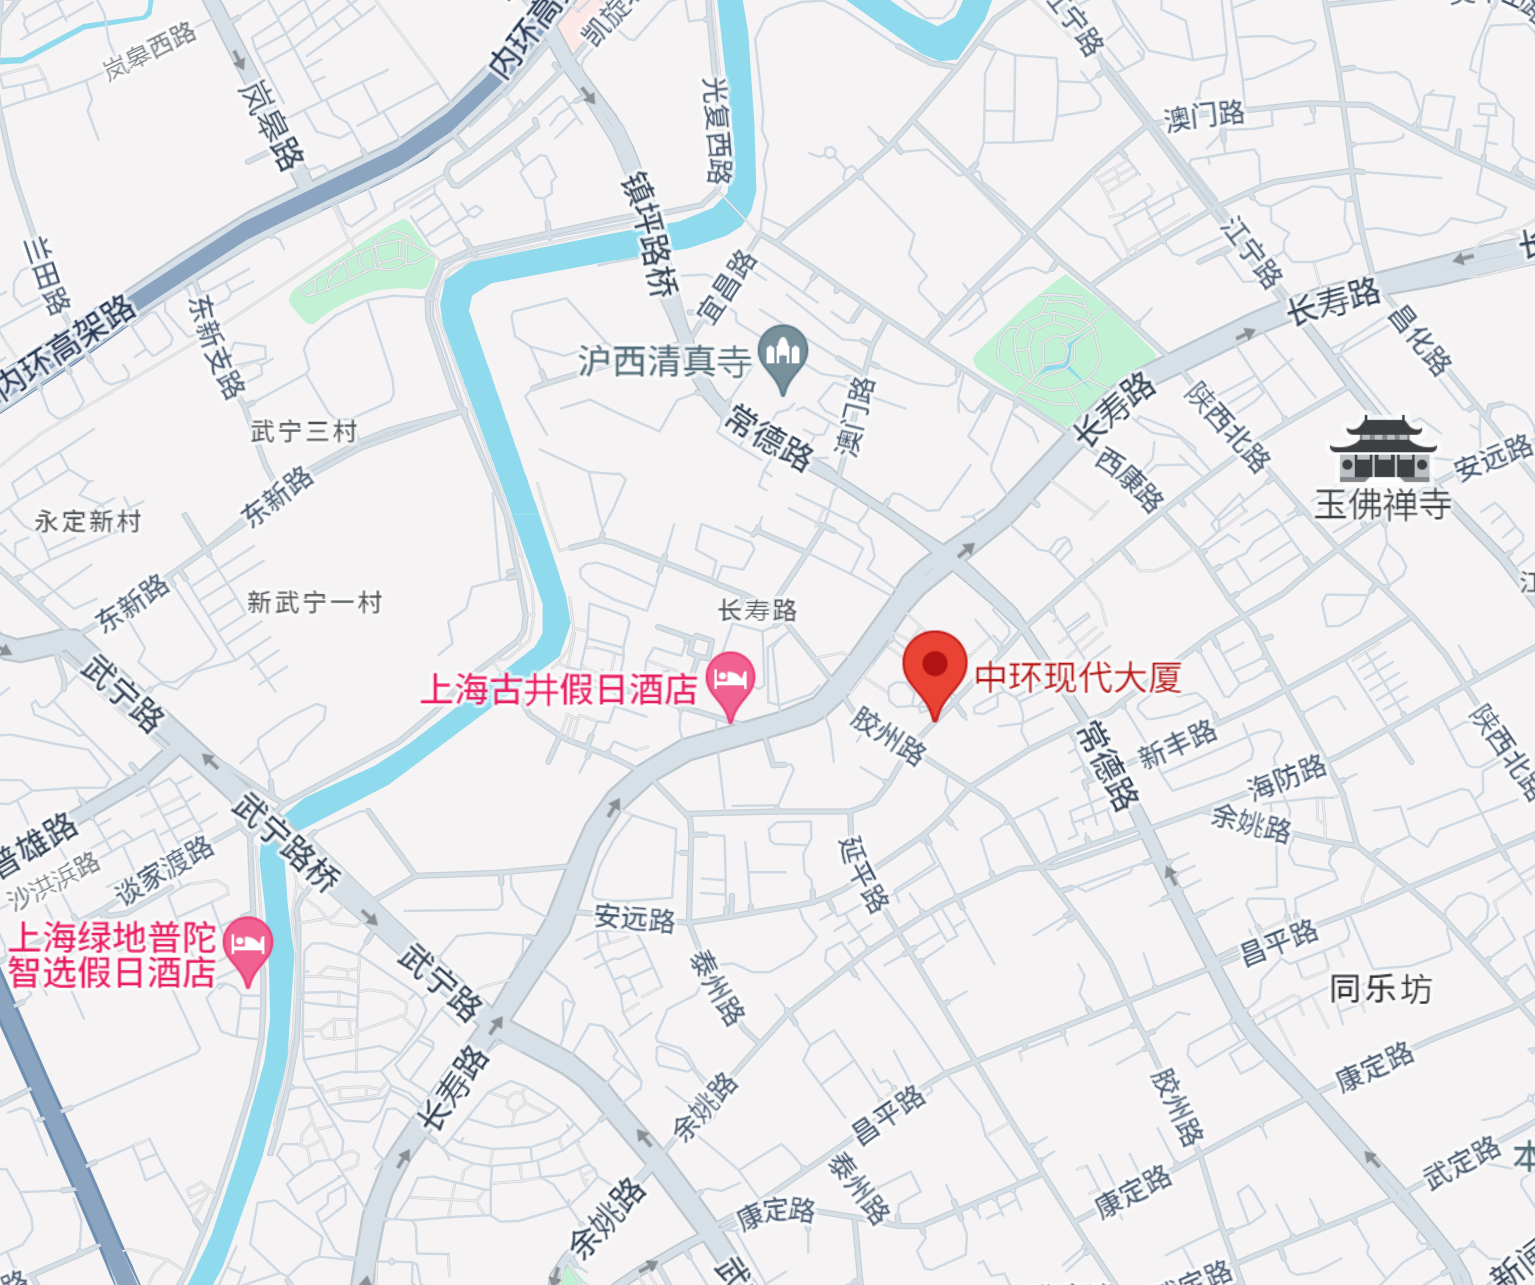 岚皋西路
内环高
凯旋
江宁路
光复西路
岚皋路
澳门路
镇坪路桥
江宁路
宜昌路
长寿路
昌化路
东新支路
内环高架路
沪西清真寺
澳门路
常德路
长寿路
陕西北路
武宁三村
西康路
安远路
玉佛禅寺
东新路
永定新村
东新路
新武宁一村
长寿路
上海古井假日酒店
中环现代大厦
武宁路
胶州路
常德路
新丰路
陕西北路
海防路
余姚路
普雄路
武宁路桥
谈家渡路
沙洪浜路
延平路
安远路
上海绿地普陀
智选假日酒店
武宁路
泰州路
昌平路
同乐坊
长寿路
康定路
余姚路
昌平路
胶州路
泰州路
武定路
本
康定路
余姚路
康定路
武
武定路
新闸
路